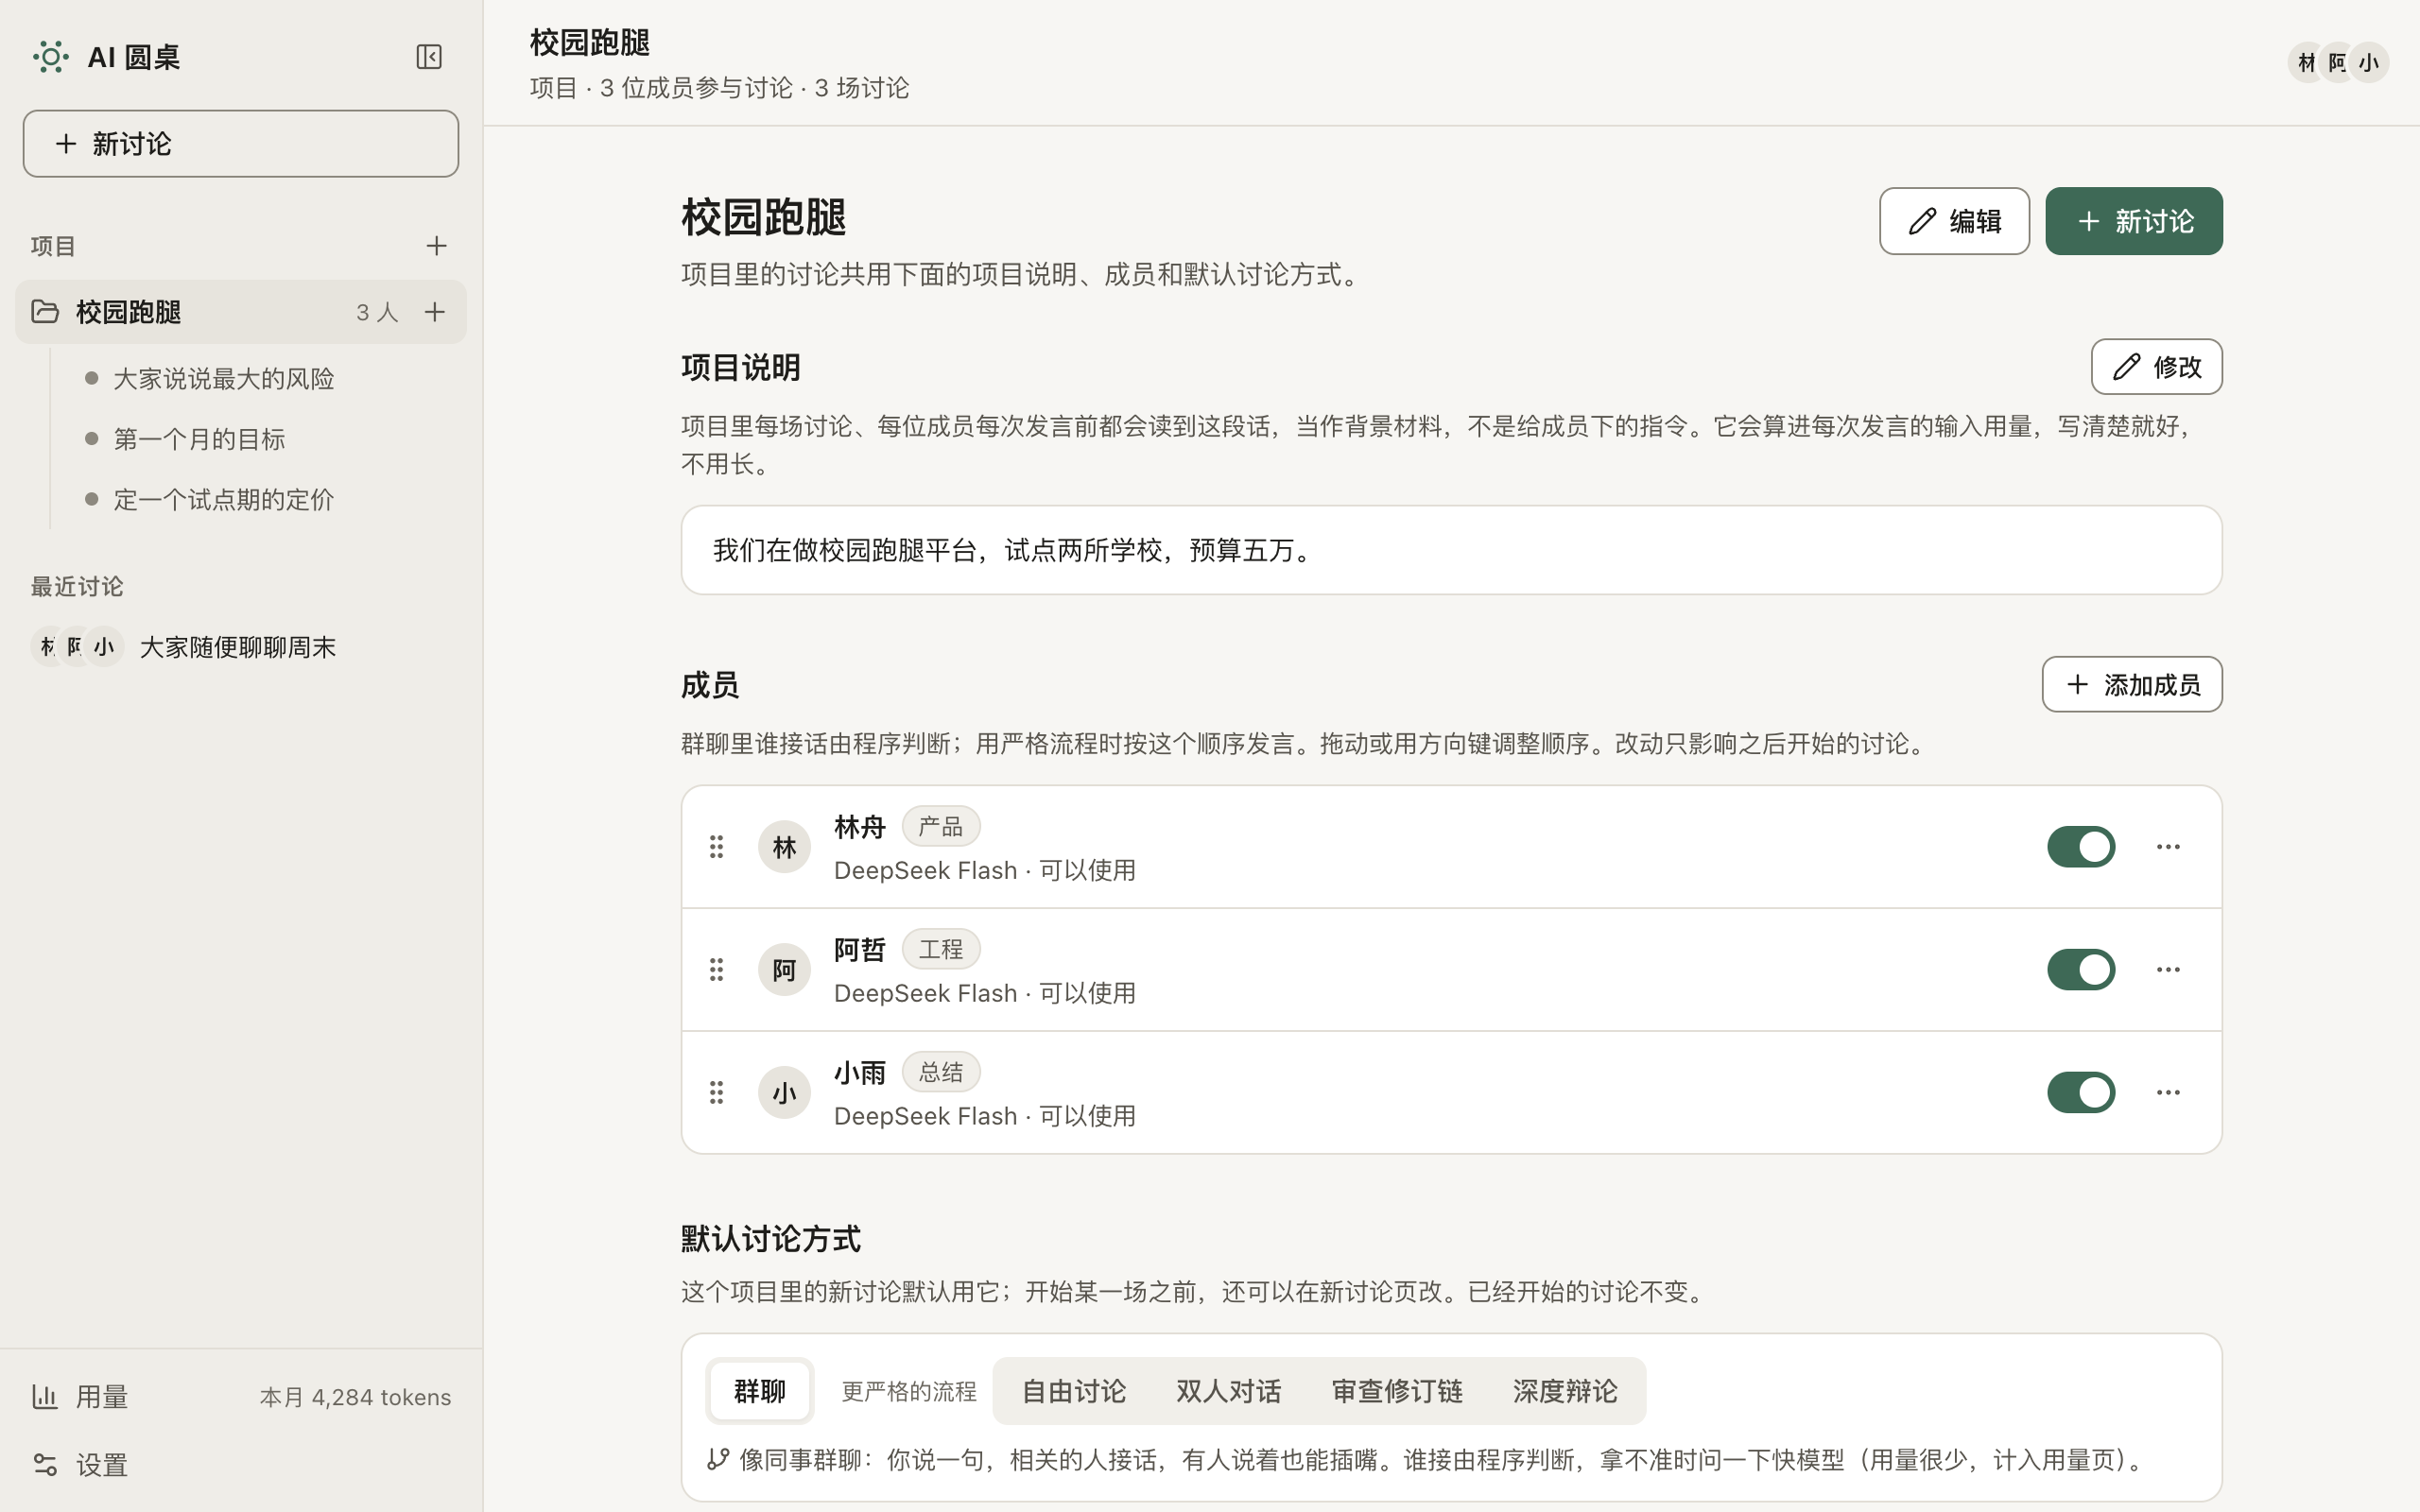 AI 圆桌
新讨论
项目
校园跑腿 3 人
大家说说最大的风险
第一个月的目标
定一个试点期的定价
最近讨论
林 阿 小 大家随便聊聊周末
用量 本月 4,284 tokens
设置
校园跑腿
项目 · 3 位成员参与讨论 · 3 场讨论
林 阿 小
校园跑腿
编辑 新讨论
项目里的讨论共用下面的项目说明、成员和默认讨论方式。
项目说明
修改
项目里每场讨论、每位成员每次发言前都会读到这段话，当作背景材料，不是给成员下的指令。它会算进每次发言的输入用量，写清楚就好，
不用长。
我们在做校园跑腿平台，试点两所学校，预算五万。
成员
添加成员
群聊里谁接话由程序判断；用严格流程时按这个顺序发言。拖动或用方向键调整顺序。改动只影响之后开始的讨论。
林 林舟 产品
DeepSeek Flash · 可以使用
阿 阿哲 工程
DeepSeek Flash · 可以使用
小 小雨 总结
DeepSeek Flash · 可以使用
默认讨论方式
这个项目里的新讨论默认用它；开始某一场之前，还可以在新讨论页改。已经开始的讨论不变。
群聊 更严格的流程 自由讨论 双人对话 审查修订链 深度辩论
像同事群聊：你说一句，相关的人接话，有人说着也能插嘴。谁接由程序判断，拿不准时问一下快模型（用量很少，计入用量页）。